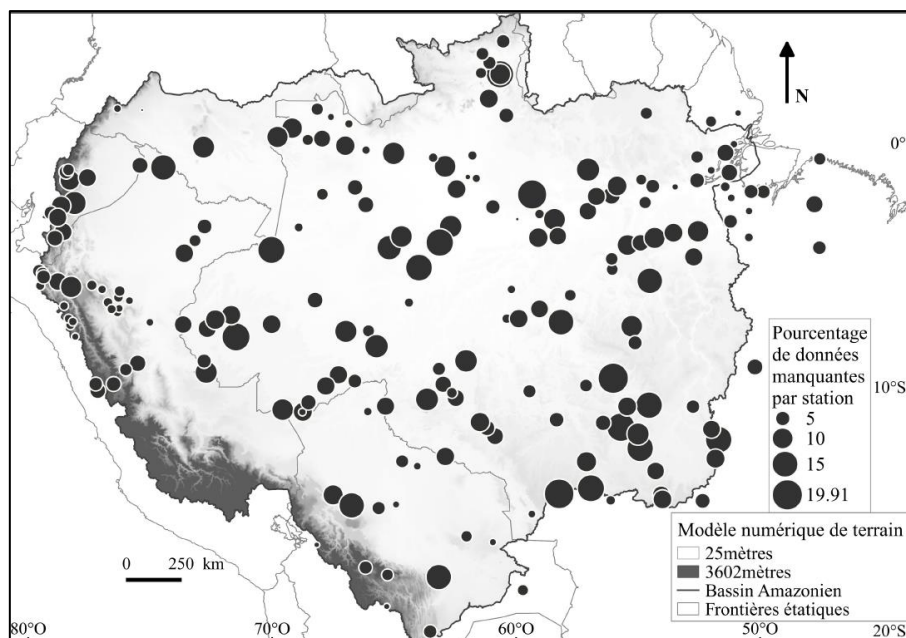 N
0°
Pourcentage
de données
manquantes
par station
5
10
15
19.91
10°S
Modèle numérique de terrain
25mètres
3602mètres
Bassin Amazonien
Frontières étatiques
0 250 km
80°O 70°O 60°O 50°O 20°S